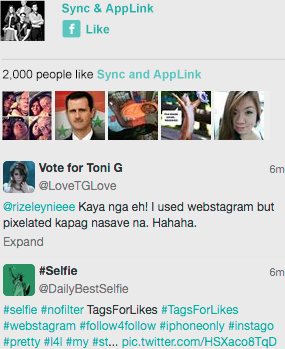 Sync & AppLink
Like
2,000 people like Sync and AppLink
Vote for Toni G 6m
@LoveTGLove
@rizeleynieee Kaya nga eh! I used webstagram but
pixelated kapag nasave na. Hahaha.
Expand
#Selfie 6m
@DailyBestSelfie
#selfie #nofilter TagsForLikes #TagsForLikes
#webstagram #follow4follow #iphoneonly #instago
#pretty #l4l #my #st... pic.twitter.com/HSXaco8TqD